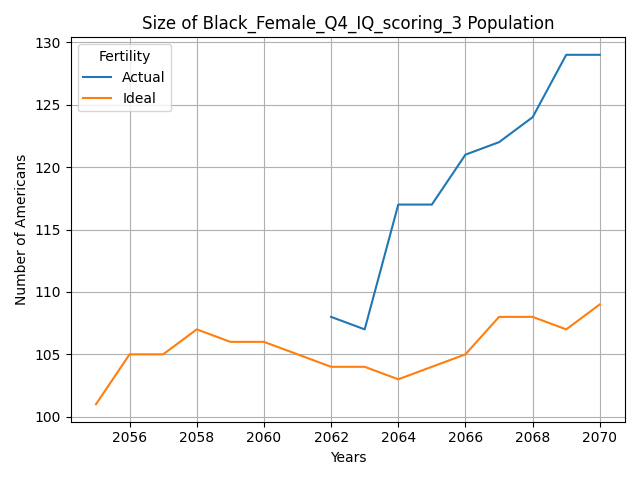 Size of Black_Female_Q4_IQ_scoring_3 Population
Fertility
Actual
Ideal
Number of Americans
130
125
120
115
110
105
100
2056 2058 2060 2062 2064 2066 2068 2070
Years